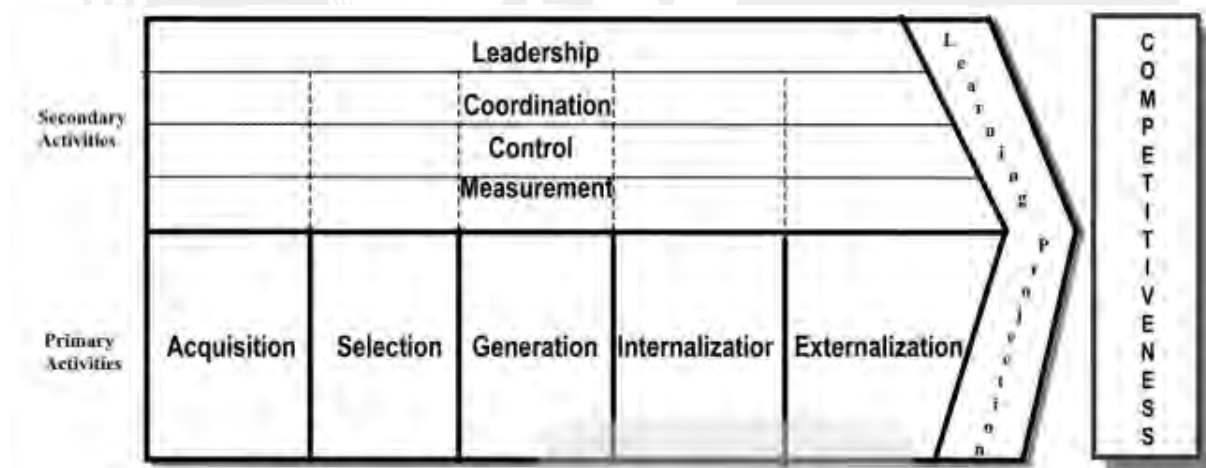 Leadership
Coordination
Control
Measurement
Secondary
Activities
Primary
Activities
Acquisition
Selection
Generation
Internalizatior
Externalization
Learning
Projection
COMPETITIVENESS